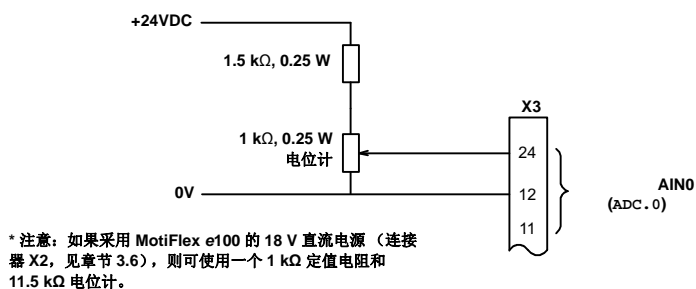 +24VDC
1.5 kΩ, 0.25 W
1 kΩ, 0.25 W
电位计
0V
X3
24
12
11
AIN0
(ADC.0)
* 注意：如果采用 MotiFlex e100 的 18 V 直流电源 （连接
器 X2，见章节 3.6），则可使用一个 1 kΩ 定值电阻和
11.5 kΩ 电位计。